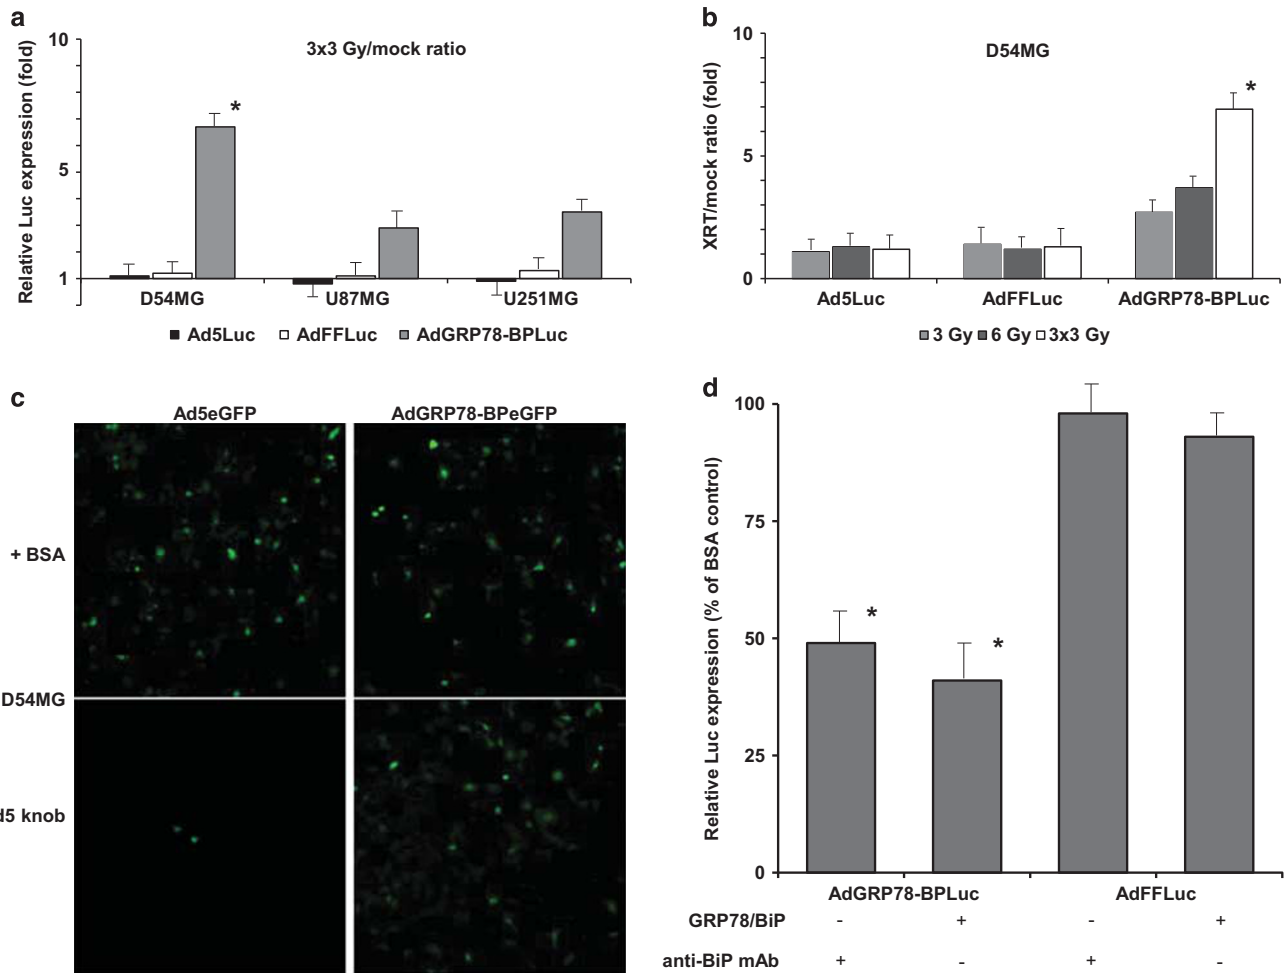 a
3x3 Gy/mock ratio
Relative Luc expression (fold)
10
5
1
D54MG U87MG U251MG
*
Ad5Luc AdFFLuc AdGRP78-BPLuc
b
D54MG
XRT/mock ratio (fold)
10
5
0
*
Ad5Luc AdFFLuc AdGRP78-BPLuc
3 Gy 6 Gy 3x3 Gy
c
Ad5eGFP AdGRP78-BPeGFP
+ BSA
D54MG
d5 knob
d
Relative Luc expression (% of BSA control)
100
75
50
25
0
* *
AdGRP78-BPLuc AdFFLuc
GRP78/BiP - + - +
anti-BiP mAb + - + -